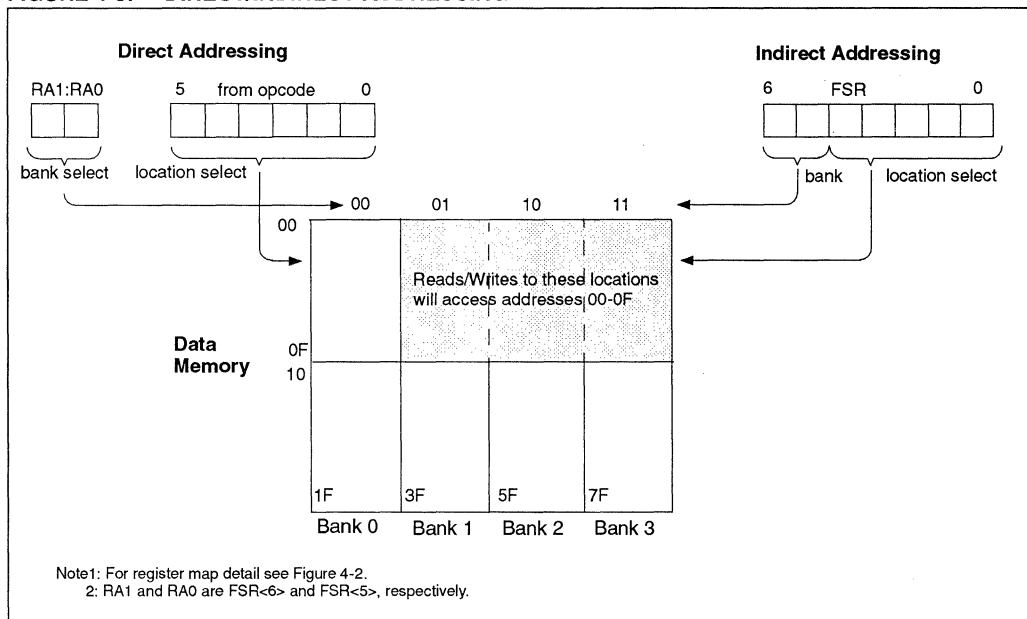 Direct Addressing
Indirect Addressing
RA1:RA0
5 from opcode 0
6 FSR 0
bank select
location select
bank
location select
00 01 10 11
00
Reads/Writes to these locations
will access addresses 00-0F
Data
Memory
0F
10
1F 3F 5F 7F
Bank 0 Bank 1 Bank 2 Bank 3
Note1: For register map detail see Figure 4-2.
2: RA1 and RA0 are FSR<6> and FSR<5>, respectively.